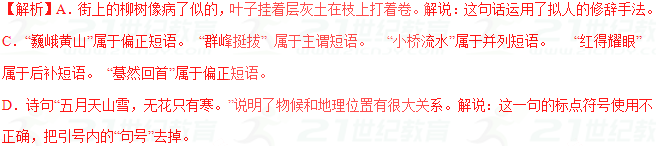 【解析】A．街上的柳树像病了似的，叶子挂着层灰土在枝上打着卷。解说：这句话运用了拟人的修辞手法。
C．“巍峨黄山”属于偏正短语。 “群峰挺拔” 属于主谓短语。 “小桥流水”属于并列短语。 “红得耀眼”
属于后补短语。 “蓦然回首”属于偏正短语。
D．诗句“五月天山雪，无花只有寒。”说明了物候和地理位置有很大关系。解说：这一句的标点符号使用不
正确，把引号内的“句号”去掉。
21世纪教育